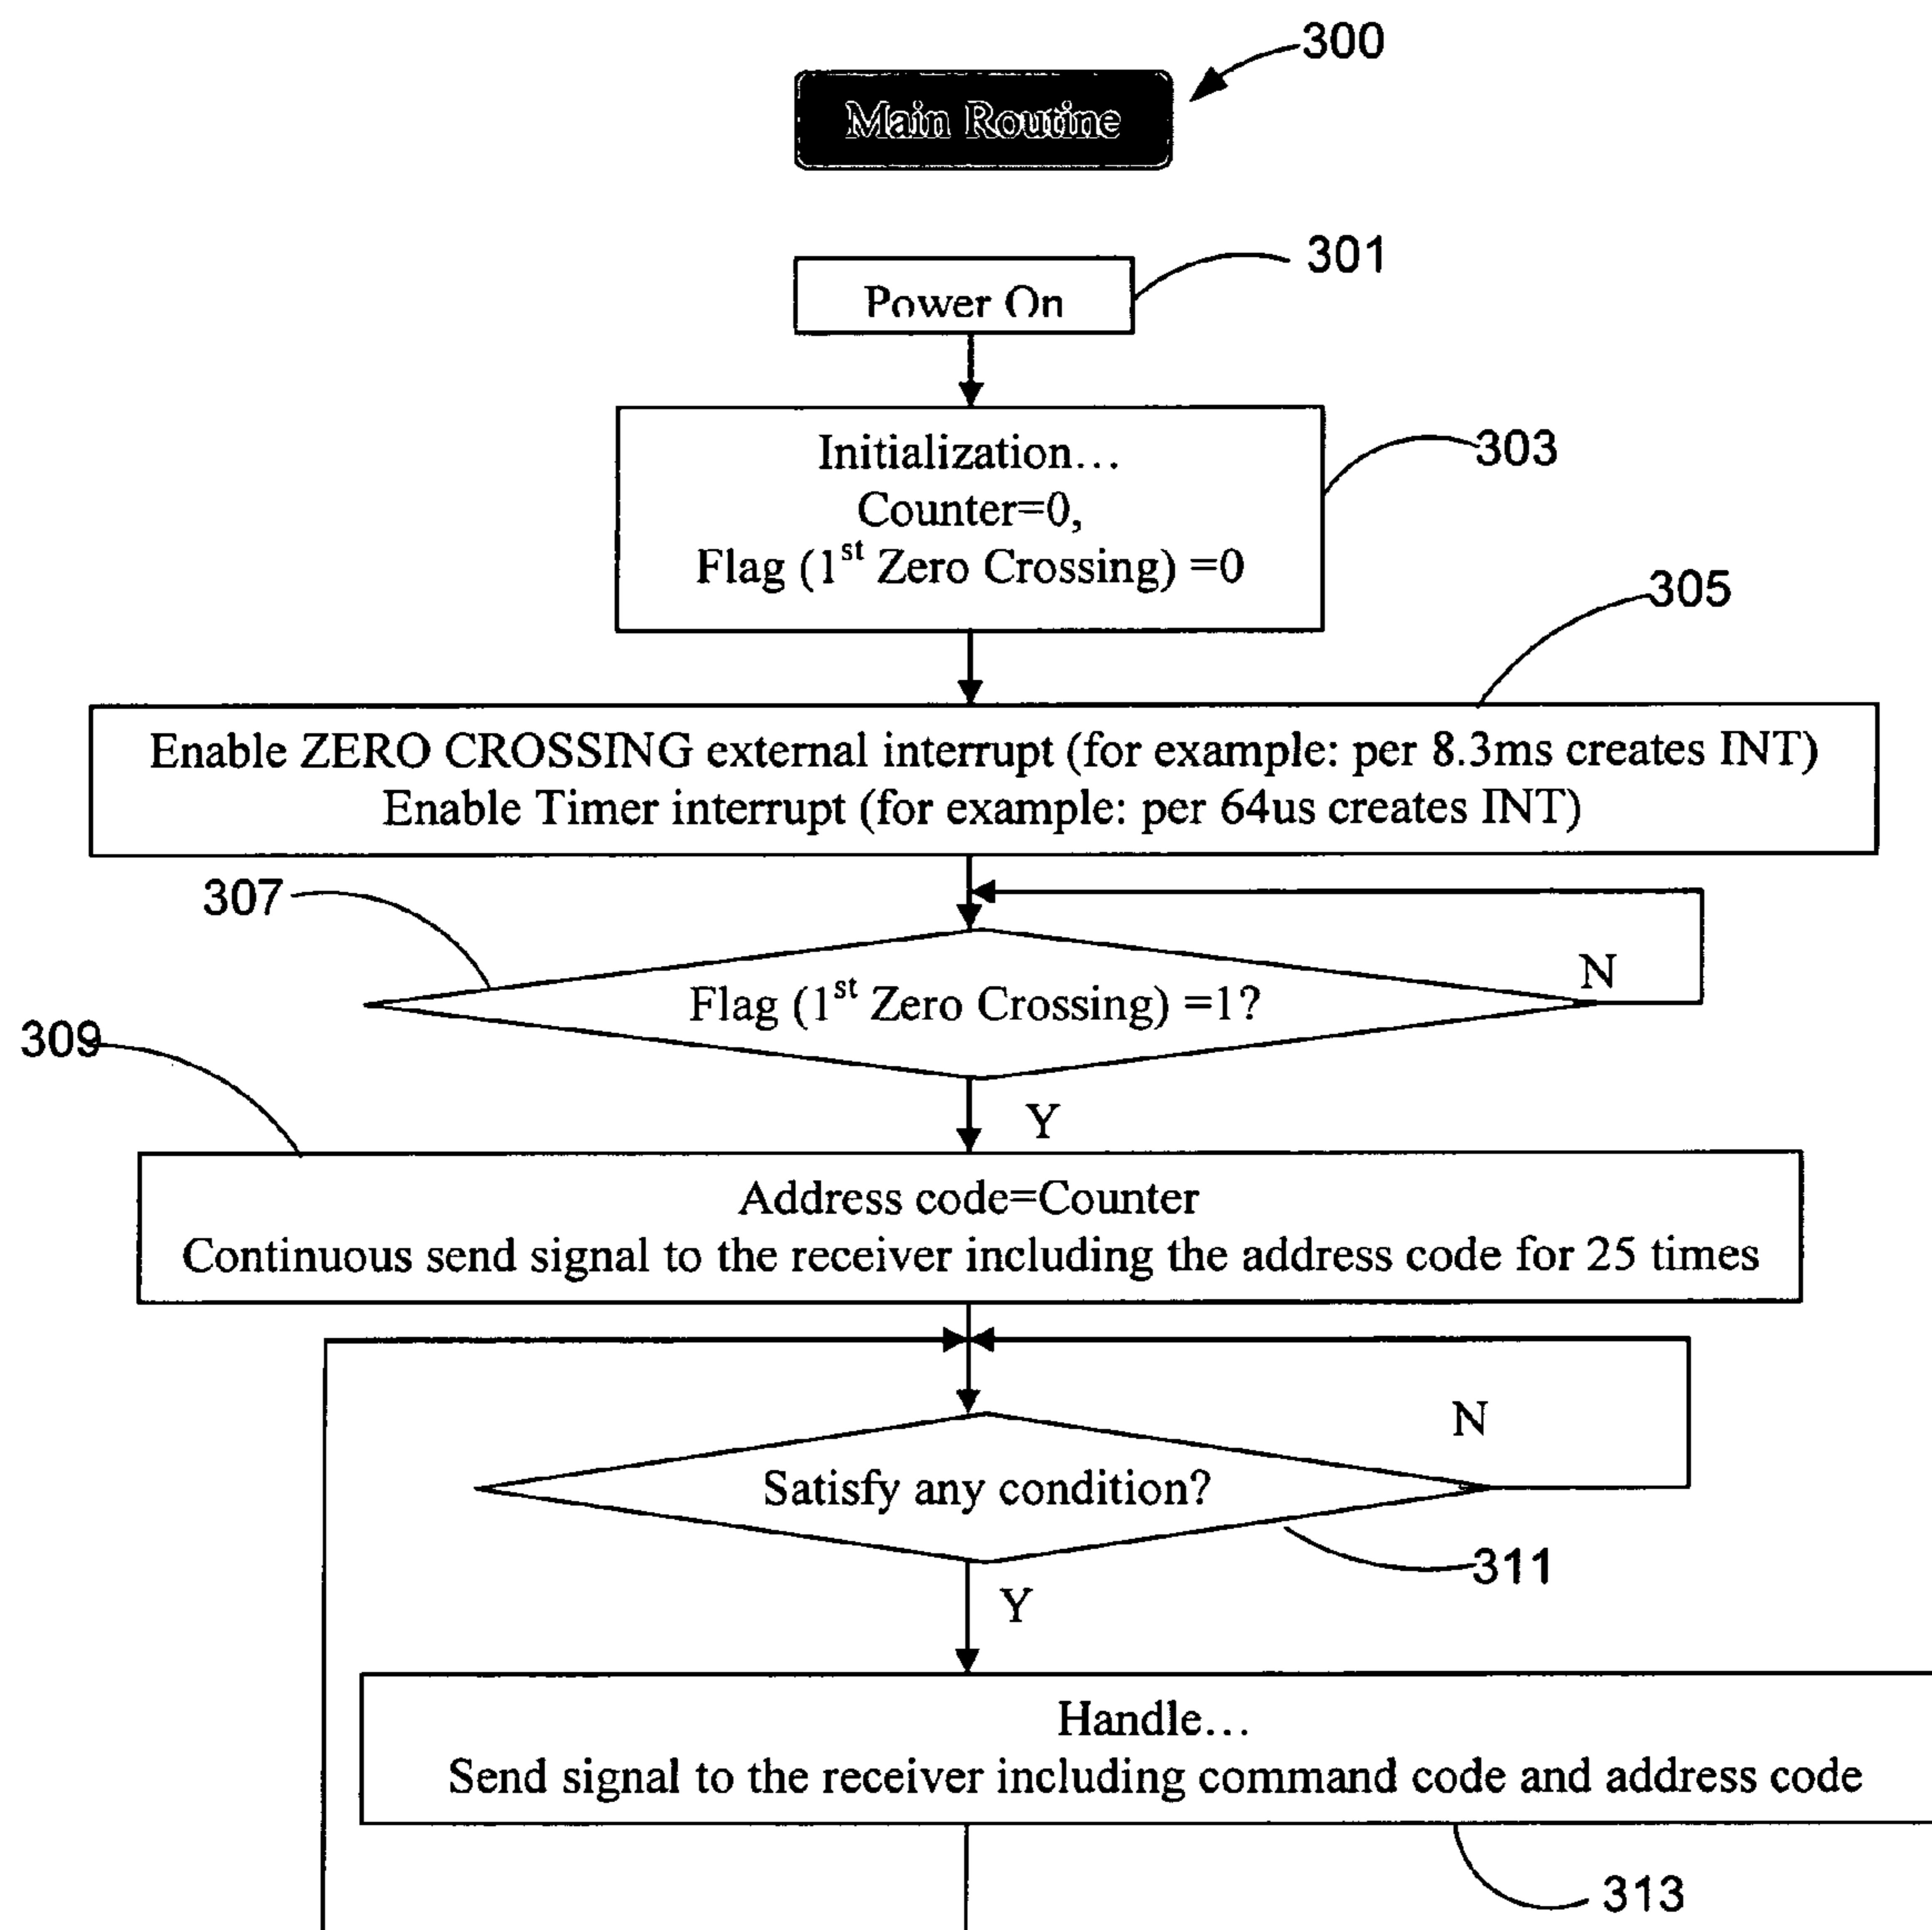 300
Main Routine
301
Power On
303
Initialization...
Counter=0,
Flag (1st Zero Crossing) =0
305
Enable ZERO CROSSING external interrupt (for example: per 8.3ms creates INT)
Enable Timer interrupt (for example: per 64us creates INT)
307
N
Flag (1st Zero Crossing) =1?
309
Y
Address code=Counter
Continuous send signal to the receiver including the address code for 25 times
N
Satisfy any condition?
311
Y
Handle...
Send signal to the receiver including command code and address code
313